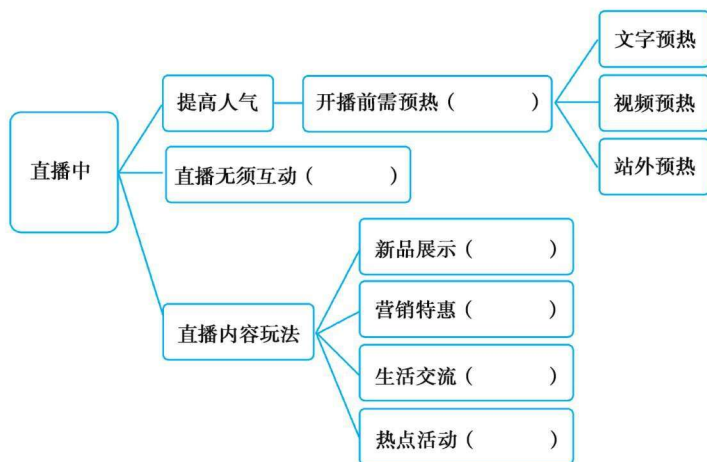 文字预热
提高人气
开播前需预热（　　　　）
视频预热
直播中
直播无须互动（　　　　）
站外预热
新品展示（　　　　）
营销特惠（　　　　）
直播内容玩法
生活交流（　　　　）
热点活动（　　　　）